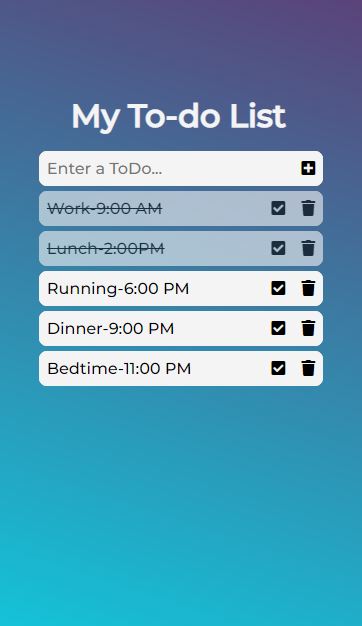 My To-do List
Enter a ToDo...
Work-9:00 AM
Lunch-2:00PM
Running-6:00 PM
Dinner-9:00 PM
Bedtime-11:00 PM